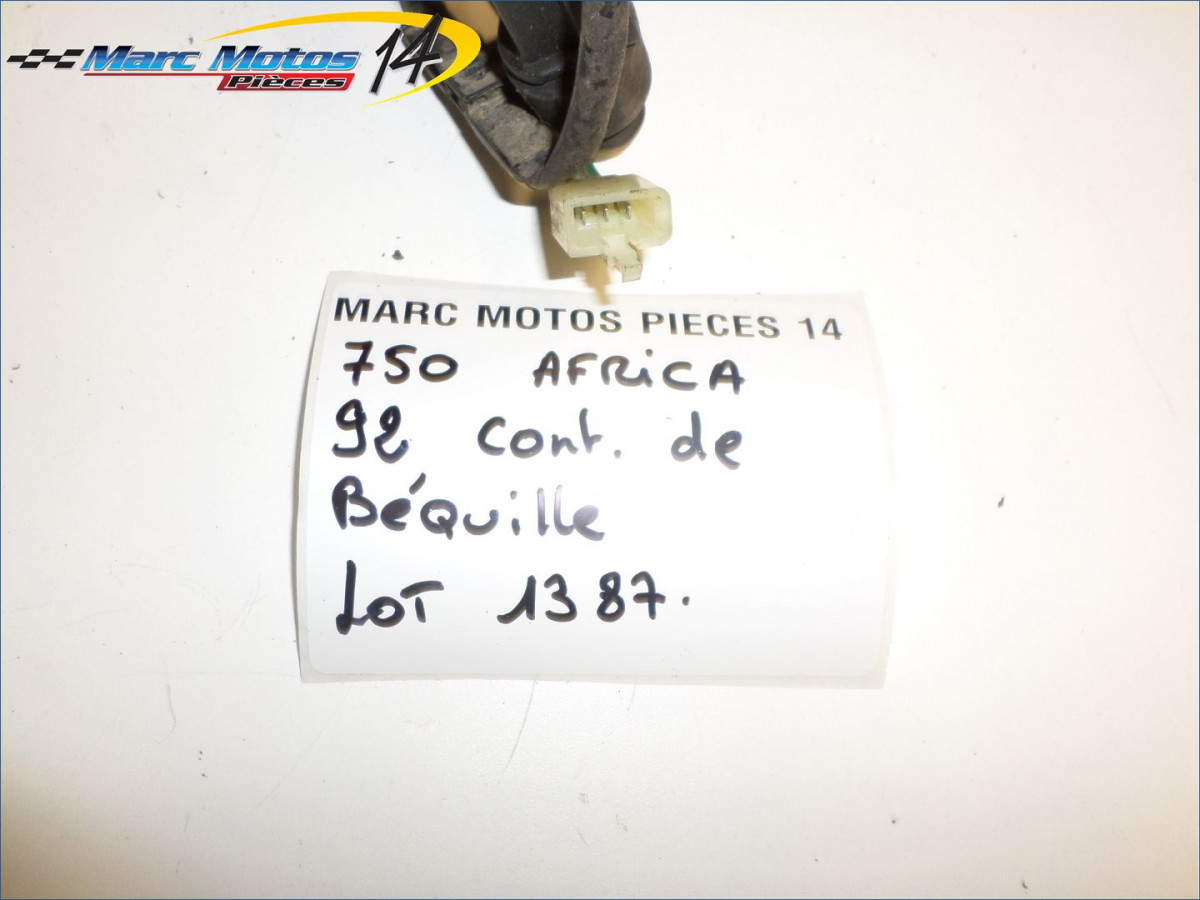 Marc Motos 14
Pièces
MARC MOTOS PIECES 14
750 AFRiCA
92 cont. de
BéQuille
LOT 1387.